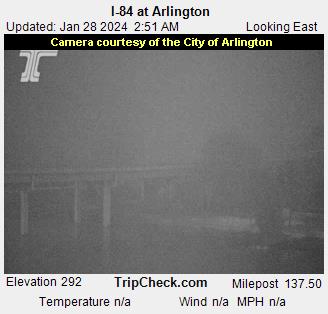 I-84 at Arlington
Updated: Jan 28 2024 2:51 AM Looking East
Camera courtesy of the City of Arlington
Elevation 292 TripCheck.com Milepost 137.50
Temperature n/a Wind n/a MPH n/a